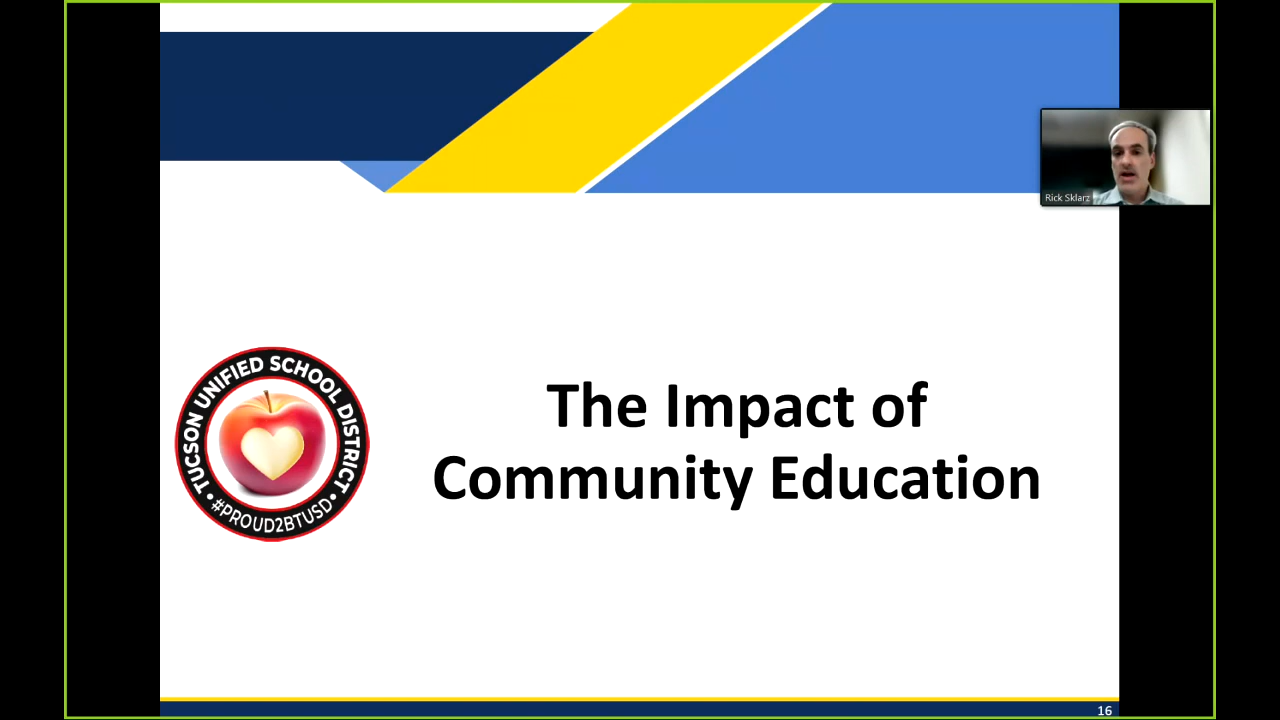 Rick Sklarz
TUCSON UNIFIED SCHOOL DISTRICT
• #PROUD2BTUSD •
The Impact of
Community Education
16